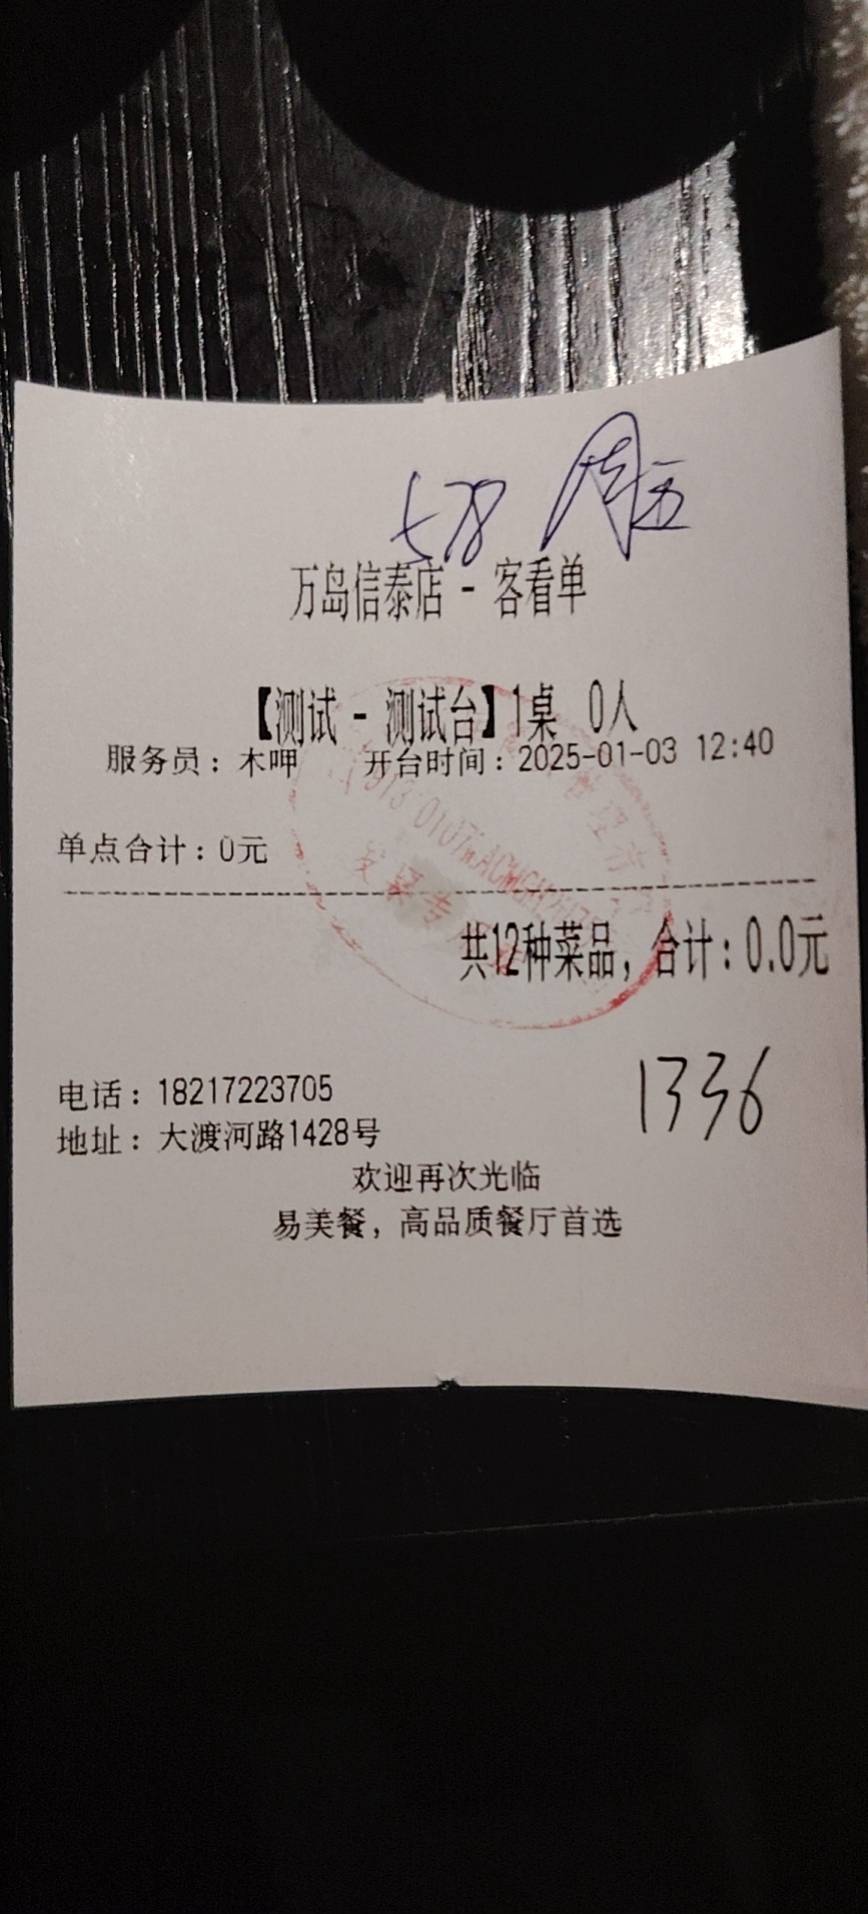 578 周五
万岛信泰店 - 客看单
【测试 - 测试台】1桌 0人
服务员：木呷 开台时间：2025-01-03 12:40
单点合计：0元
共12种菜品，合计：0.0元
1336
电话：18217223705
地址：大渡河路1428号
欢迎再次光临
易美餐，高品质餐厅首选